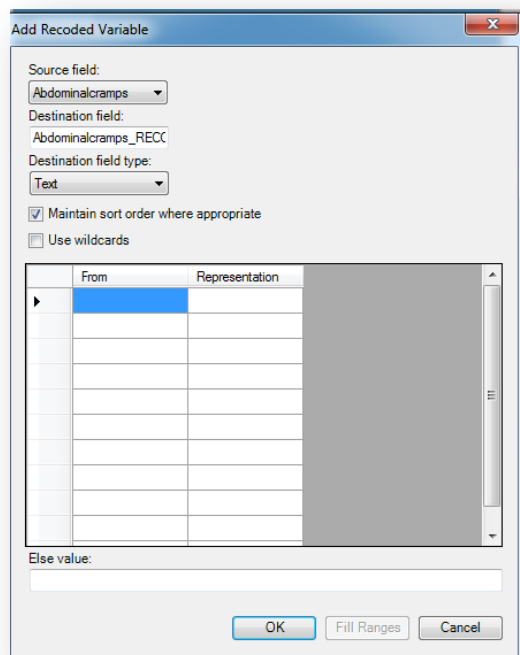 Add Recoded Variable
Source field:
Abdominalcramps
Destination field:
Abdominalcramps_RECC
Destination field type:
Text
Maintain sort order where appropriate
Use wildcards
From Representation
Else value:
OK Fill Ranges Cancel